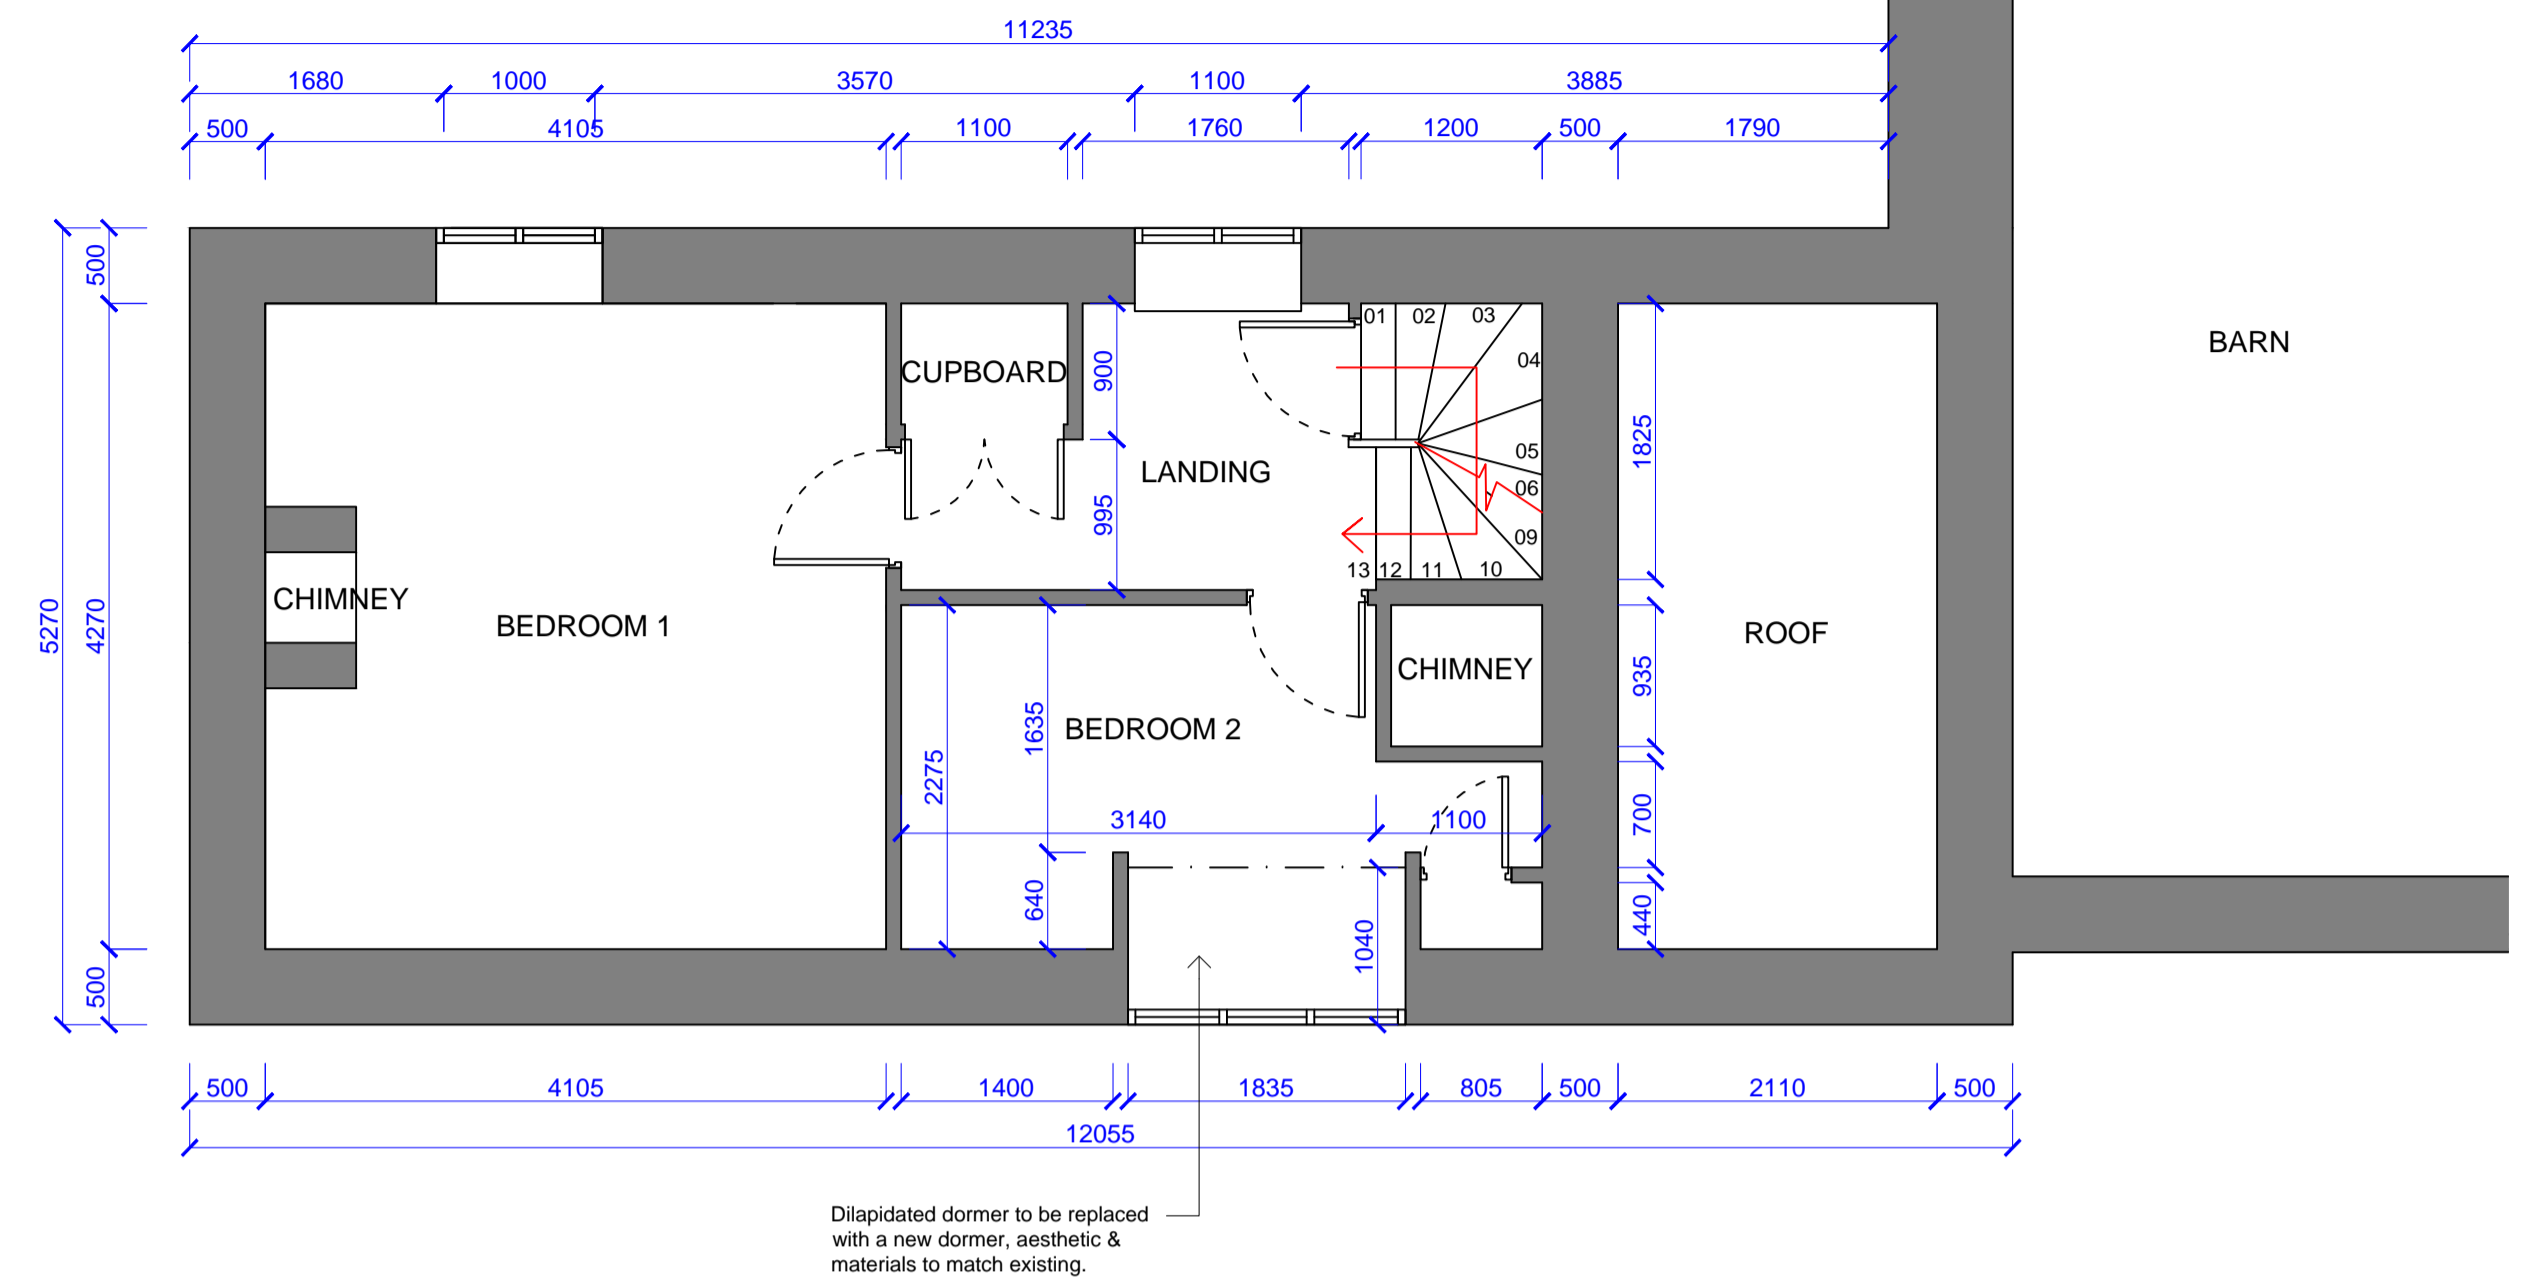 11235
1680 1000 3570 1100 3885
500 4105 1100 1760 1200 500 1790
500
01 02 03
BARN
CUPBOARD
900
04
1825
LANDING
05
06
995
09
13 12 11 10
CHIMNEY
BEDROOM 1
5270
4270
ROOF
CHIMNEY
935
1635
BEDROOM 2
2275
700
3140
1100
640
440
1040
500
500 4105 1400 1835 805 500 2110 500
12055
Dilapidated dormer to be replaced
with a new dormer, aesthetic &
materials to match existing.